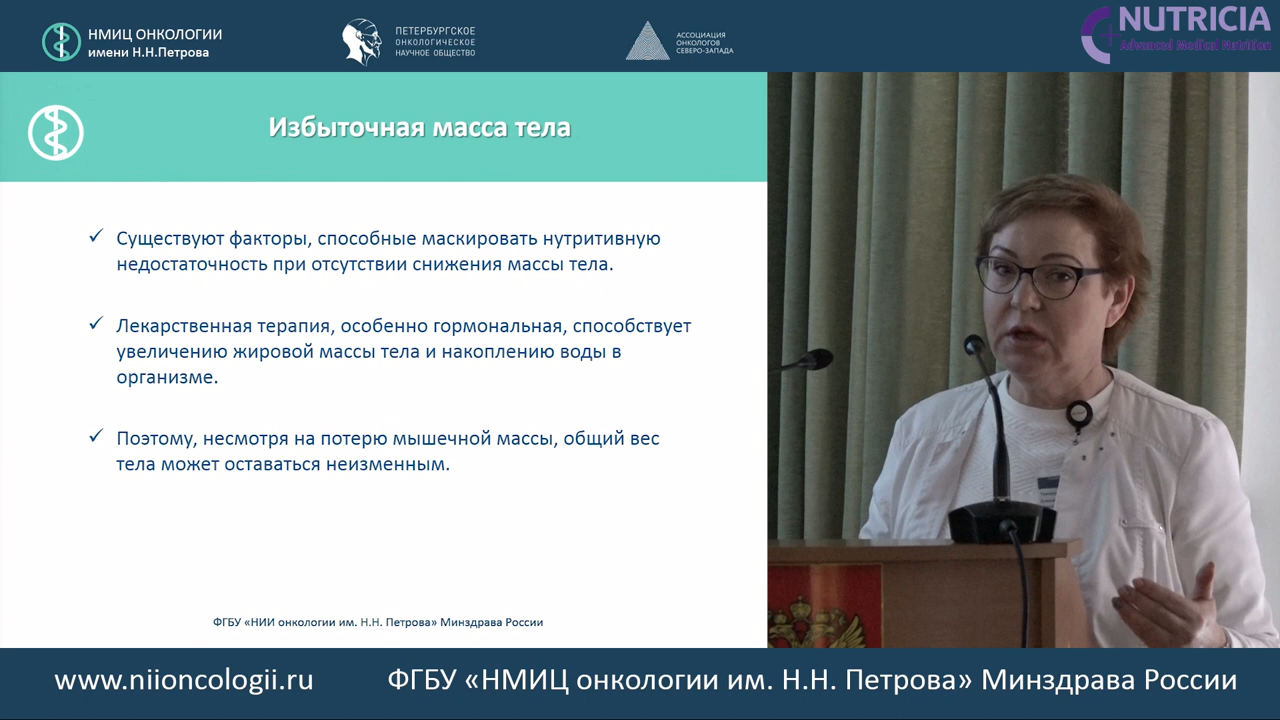 НМИЦ ОНКОЛОГИИ
имени Н.Н.Петрова
ПЕТЕРБУРГСКОЕ
ОНКОЛОГИЧЕСКОЕ
НАУЧНОЕ ОБЩЕСТВО
АССОЦИАЦИЯ
ОНКОЛОГОВ
СЕВЕРО-ЗАПАДА
NUTRICIA
Advanced Medical Nutrition
Избыточная масса тела
✓ Существуют факторы, способные маскировать нутритивную
недостаточность при отсутствии снижения массы тела.
✓ Лекарственная терапия, особенно гормональная, способствует
увеличению жировой массы тела и накоплению воды в
организме.
✓ Поэтому, несмотря на потерю мышечной массы, общий вес
тела может оставаться неизменным.
ФГБУ «НИИ онкологии им. Н.Н. Петрова» Минздрава России
www.niioncologii.ru
ФГБУ «НМИЦ онкологии им. Н.Н. Петрова» Минздрава России